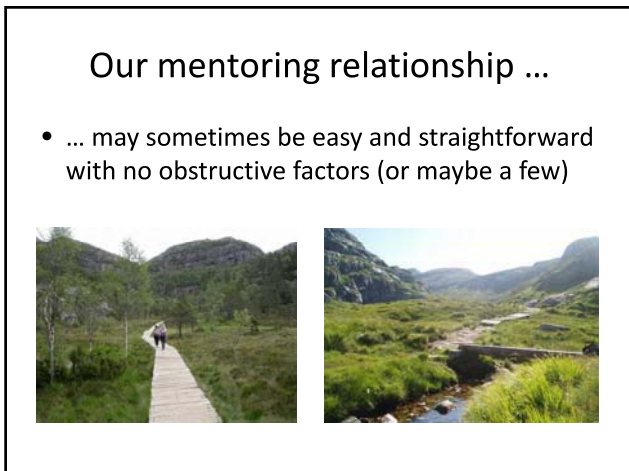 Our mentoring relationship …
• … may sometimes be easy and straightforward
with no obstructive factors (or maybe a few)